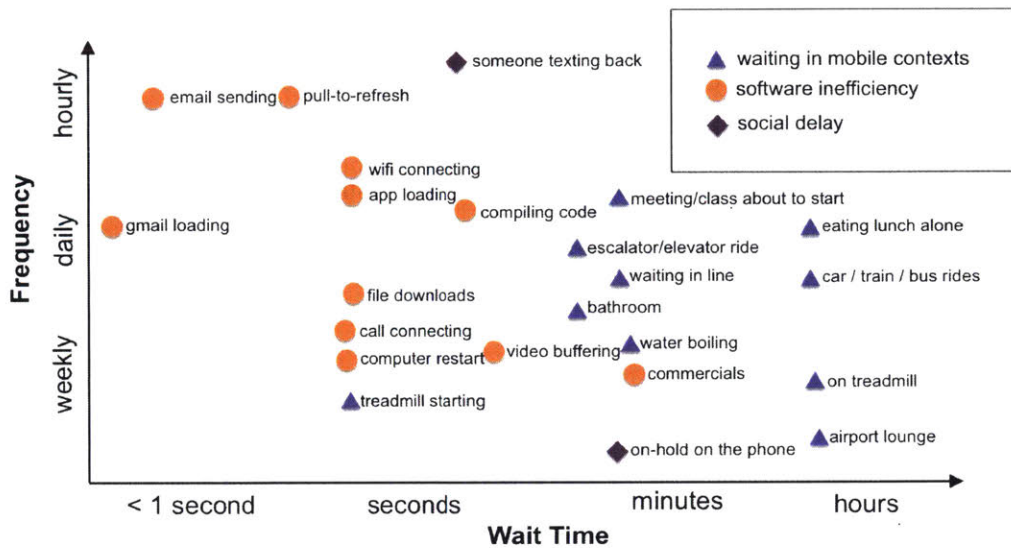 someone texting back
waiting in mobile contexts
software inefficiency
social delay
hourly
email sending
pull-to-refresh
wifi connecting
app loading
compiling code
meeting/class about to start
Frequency
daily
gmail loading
escalator/elevator ride
eating lunch alone
waiting in line
car / train / bus rides
file downloads
bathroom
weekly
call connecting
computer restart
video buffering
water boiling
commercials
on treadmill
treadmill starting
on-hold on the phone
airport lounge
< 1 second
seconds
minutes
hours
Wait Time